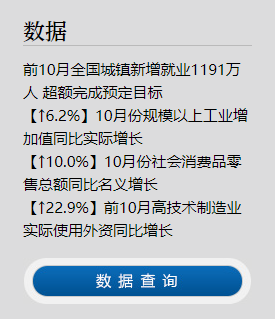 数据
前10月全国城镇新增就业1191万
人 超额完成预定目标
【↑6.2%】10月份规模以上工业增
加值同比实际增长
【↑10.0%】10月份社会消费品零
售总额同比名义增长
【↑22.9%】前10月高技术制造业
实际使用外资同比增长
数据查询